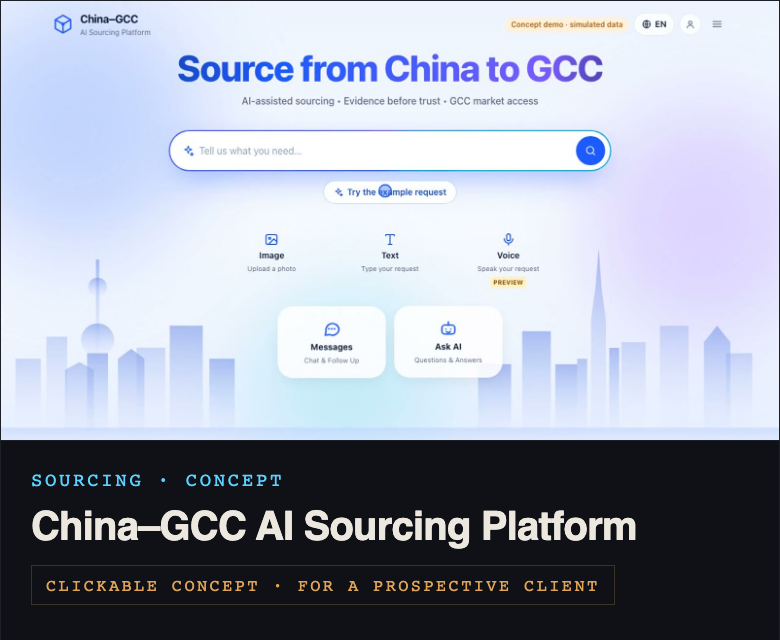 China–GCC
AI Sourcing Platform
Concept demo · simulated data
EN
Source from China to GCC
AI-assisted sourcing • Evidence before trust • GCC market access
Tell us what you need...
Try the example request
Image
Upload a photo
Text
Type your request
Voice
Speak your request
PREVIEW
Messages
Chat & Follow Up
Ask AI
Questions & Answers
SOURCING · CONCEPT
China–GCC AI Sourcing Platform
CLICKABLE CONCEPT · FOR A PROSPECTIVE CLIENT